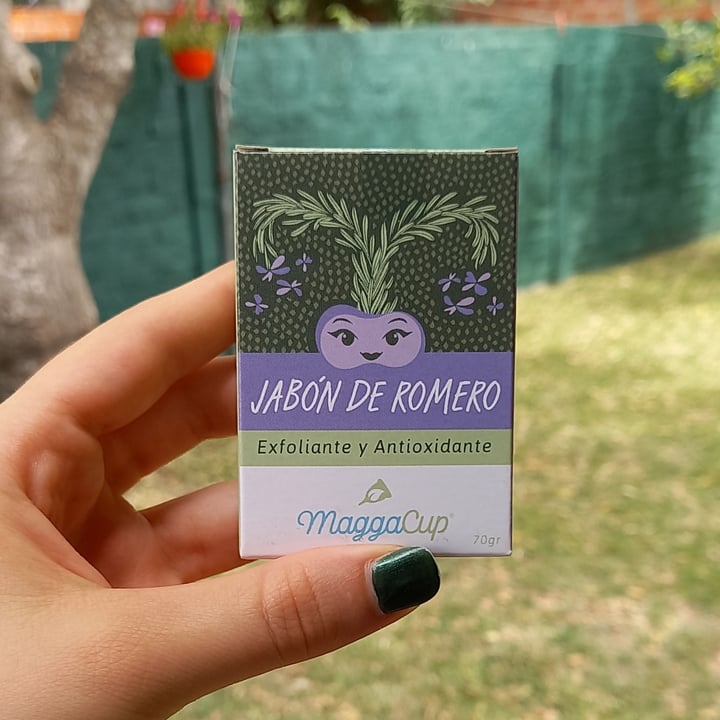 JABÓN DE ROMERO
Exfoliante y Antioxidante
MaggaCup®
70gr